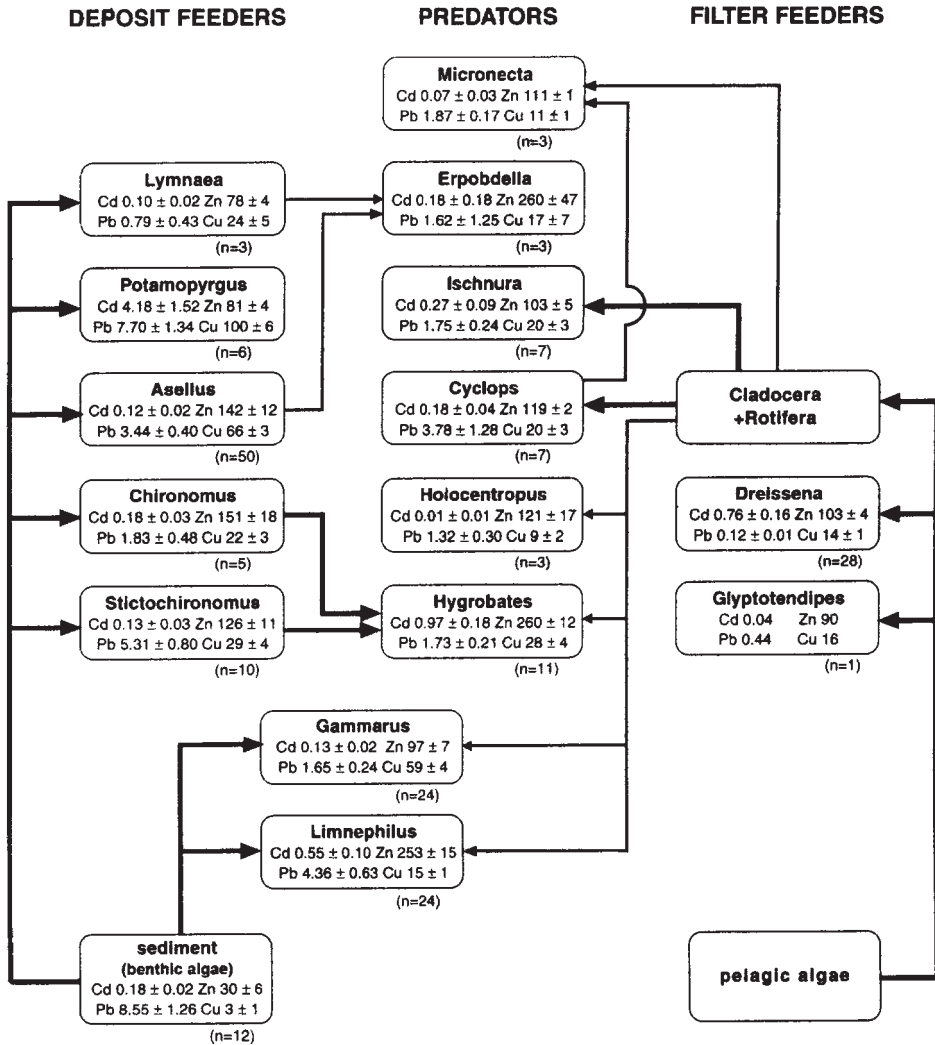 DEPOSIT FEEDERS
PREDATORS
FILTER FEEDERS
Micronecta
Cd 0.07 ± 0.03 Zn 111 ± 1
Pb 1.87 ± 0.17 Cu 11 ± 1
(n=3)
Lymnaea
Cd 0.10 ± 0.02 Zn 78 ± 4
Pb 0.79 ± 0.43 Cu 24 ± 5
(n=3)
Erpobdella
Cd 0.18 ± 0.18 Zn 260 ± 47
Pb 1.62 ± 1.25 Cu 17 ± 7
(n=3)
Potamopyrgus
Cd 4.18 ± 1.52 Zn 81 ± 4
Pb 7.70 ± 1.34 Cu 100 ± 6
(n=6)
Ischnura
Cd 0.27 ± 0.09 Zn 103 ± 5
Pb 1.75 ± 0.24 Cu 20 ± 3
(n=7)
Asellus
Cd 0.12 ± 0.02 Zn 142 ± 12
Pb 3.44 ± 0.40 Cu 66 ± 3
(n=50)
Cyclops
Cd 0.18 ± 0.04 Zn 119 ± 2
Pb 3.78 ± 1.28 Cu 20 ± 3
(n=7)
Cladocera
+Rotifera
Chironomus
Cd 0.18 ± 0.03 Zn 151 ± 18
Pb 1.83 ± 0.48 Cu 22 ± 3
(n=5)
Holocentropus
Cd 0.01 ± 0.01 Zn 121 ± 17
Pb 1.32 ± 0.30 Cu 9 ± 2
(n=3)
Dreissena
Cd 0.76 ± 0.16 Zn 103 ± 4
Pb 0.12 ± 0.01 Cu 14 ± 1
(n=28)
Stictochironomus
Cd 0.13 ± 0.03 Zn 126 ± 11
Pb 5.31 ± 0.80 Cu 29 ± 4
(n=10)
Hygrobates
Cd 0.97 ± 0.18 Zn 260 ± 12
Pb 1.73 ± 0.21 Cu 28 ± 4
(n=11)
Glyptotendipes
Cd 0.04 Zn 90
Pb 0.44 Cu 16
(n=1)
Gammarus
Cd 0.13 ± 0.02 Zn 97 ± 7
Pb 1.65 ± 0.24 Cu 59 ± 4
(n=24)
Limnephilus
Cd 0.55 ± 0.10 Zn 253 ± 15
Pb 4.36 ± 0.63 Cu 15 ± 1
(n=24)
sediment
(benthic algae)
Cd 0.18 ± 0.02 Zn 30 ± 6
Pb 8.55 ± 1.26 Cu 3 ± 1
(n=12)
pelagic algae